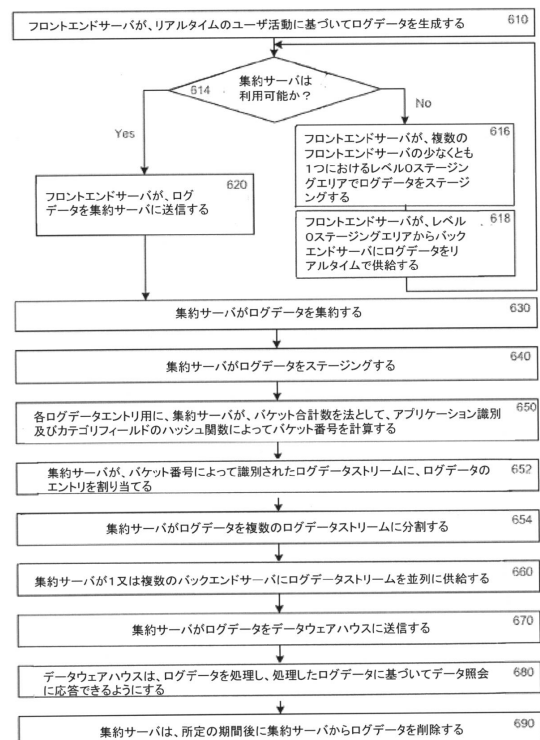 フロントエンドサーバが、リアルタイムのユーザ活動に基づいてログデータを生成する 610
集約サーバは
利用可能か？
614
Yes
No
フロントエンドサーバが、複数の 616
フロントエンドサーバの少なくとも
1つにおけるレベル0ステージン
グエリアでログデータをステージ
ングする
フロントエンドサーバが、ログ 620
データを集約サーバに送信する
フロントエンドサーバが、レベル 618
0ステージングエリアからバック
エンドサーバにログデータをリ
アルタイムで供給する
集約サーバがログデータを集約する 630
集約サーバがログデータをステージングする 640
各ログデータエントリ用に、集約サーバが、バケット合計数を法として、アプリケーション識別 650
及びカテゴリフィールドのハッシュ関数によってバケット番号を計算する
集約サーバが、バケット番号によって識別されたログデータストリームに、ログデータの 652
エントリを割り当てる
集約サーバがログデータを複数のログデータストリームに分割する 654
集約サーバが1又は複数のバックエンドサーバにログデータストリームを並列に供給する 660
集約サーバがログデータをデータウェアハウスに送信する 670
データウェアハウスは、ログデータを処理し、処理したログデータに基づいてデータ照会 680
に応答できるようにする
集約サーバは、所定の期間後に集約サーバからログデータを削除する 690